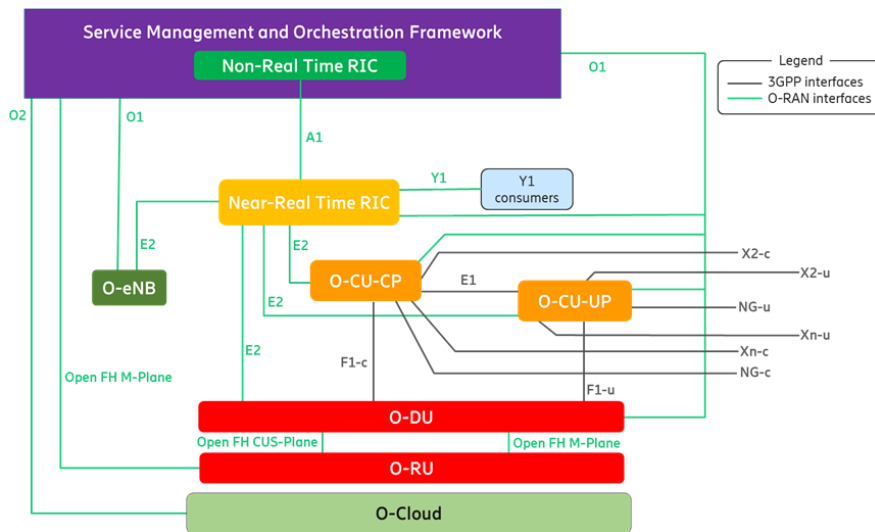 Service Management and Orchestration Framework
Non-Real Time RIC
O1
Legend
3GPP interfaces
O-RAN interfaces
O2
O1
A1
Near-Real Time RIC
Y1
Y1
consumers
E2
E2
O-eNB
O-CU-CP
E1
X2-c
X2-u
E2
O-CU-UP
NG-u
Xn-u
E2
F1-c
Xn-c
Open FH M-Plane
NG-c
F1-u
O-DU
Open FH CUS-Plane
Open FH M-Plane
O-RU
O-Cloud